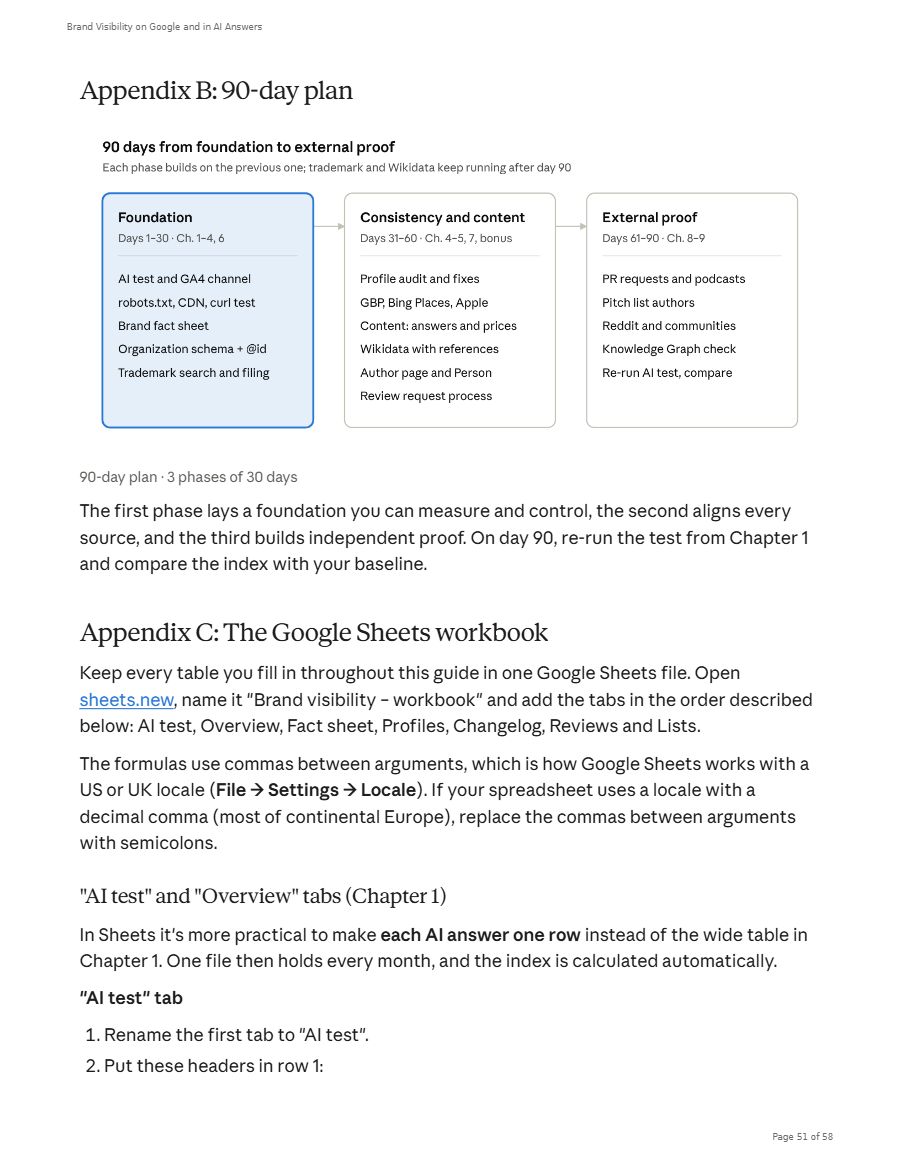 Brand Visibility on Google and in AI Answers
Appendix B: 90-day plan
90 days from foundation to external proof
Each phase builds on the previous one; trademark and Wikidata keep running after day 90
Foundation
Days 1–30 · Ch. 1–4, 6
AI test and GA4 channel
robots.txt, CDN, curl test
Brand fact sheet
Organization schema + @id
Trademark search and filing
Consistency and content
Days 31–60 · Ch. 4–5, 7, bonus
Profile audit and fixes
GBP, Bing Places, Apple
Content: answers and prices
Wikidata with references
Author page and Person
Review request process
External proof
Days 61–90 · Ch. 8–9
PR requests and podcasts
Pitch list authors
Reddit and communities
Knowledge Graph check
Re-run AI test, compare
90-day plan · 3 phases of 30 days
The first phase lays a foundation you can measure and control, the second aligns every
source, and the third builds independent proof. On day 90, re-run the test from Chapter 1
and compare the index with your baseline.
Appendix C: The Google Sheets workbook
Keep every table you fill in throughout this guide in one Google Sheets file. Open
sheets.new, name it "Brand visibility – workbook" and add the tabs in the order described
below: AI test, Overview, Fact sheet, Profiles, Changelog, Reviews and Lists.
The formulas use commas between arguments, which is how Google Sheets works with a
US or UK locale (File → Settings → Locale). If your spreadsheet uses a locale with a
decimal comma (most of continental Europe), replace the commas between arguments
with semicolons.
"AI test" and "Overview" tabs (Chapter 1)
In Sheets it's more practical to make each AI answer one row instead of the wide table in
Chapter 1. One file then holds every month, and the index is calculated automatically.
"AI test" tab
1. Rename the first tab to "AI test".
2. Put these headers in row 1:
Page 51 of 58